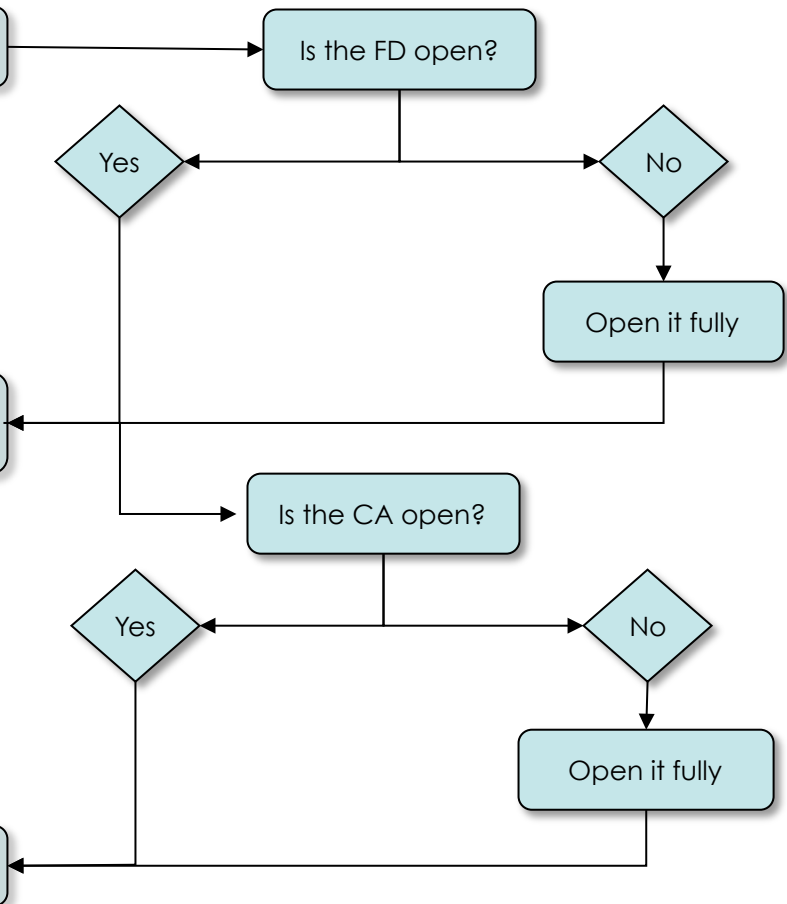 Is the FD open?
Yes
No
Open it fully
Is the CA open?
Yes
No
Open it fully